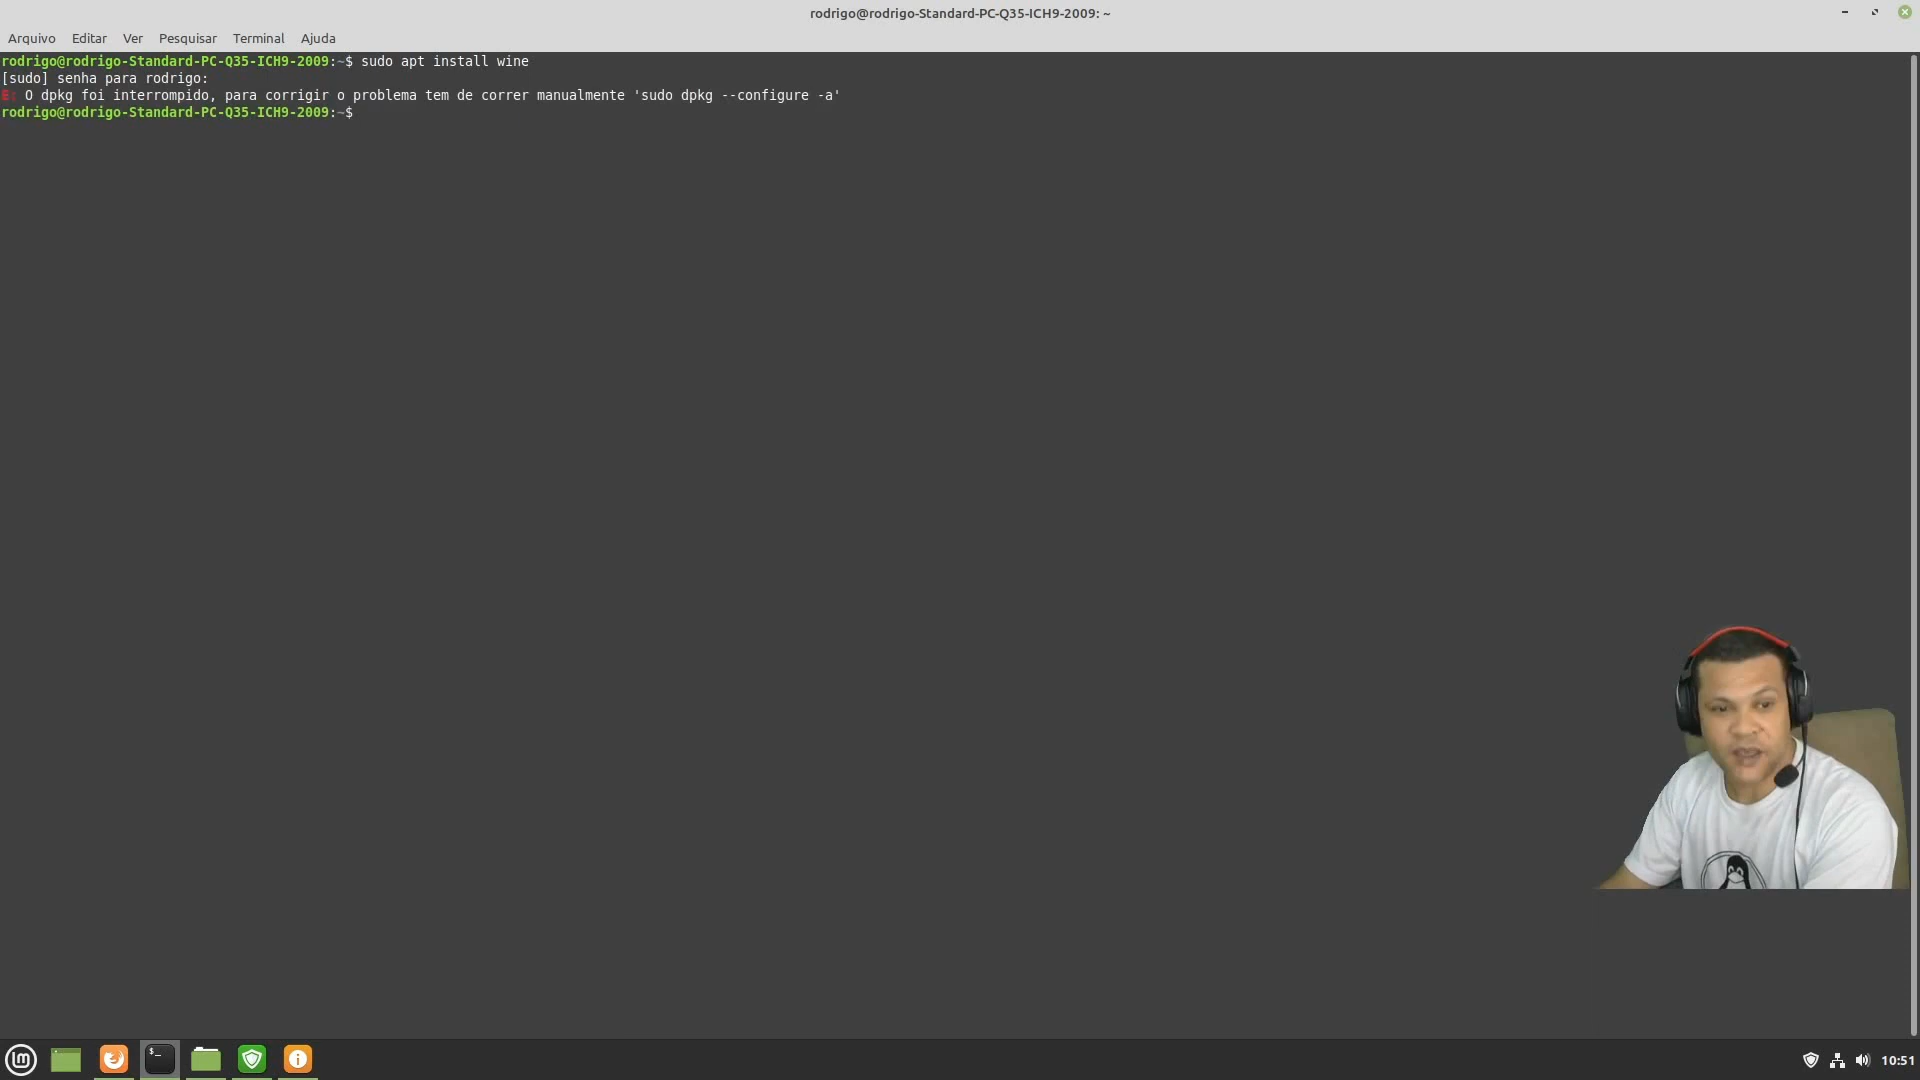 rodrigo@rodrigo-Standard-PC-Q35-ICH9-2009: ~
Arquivo Editar Ver Pesquisar Terminal Ajuda
rodrigo@rodrigo-Standard-PC-Q35-ICH9-2009:~$ sudo apt install wine
[sudo] senha para rodrigo:
E: O dpkg foi interrompido, para corrigir o problema tem de correr manualmente 'sudo dpkg --configure -a'
rodrigo@rodrigo-Standard-PC-Q35-ICH9-2009:~$
10:51